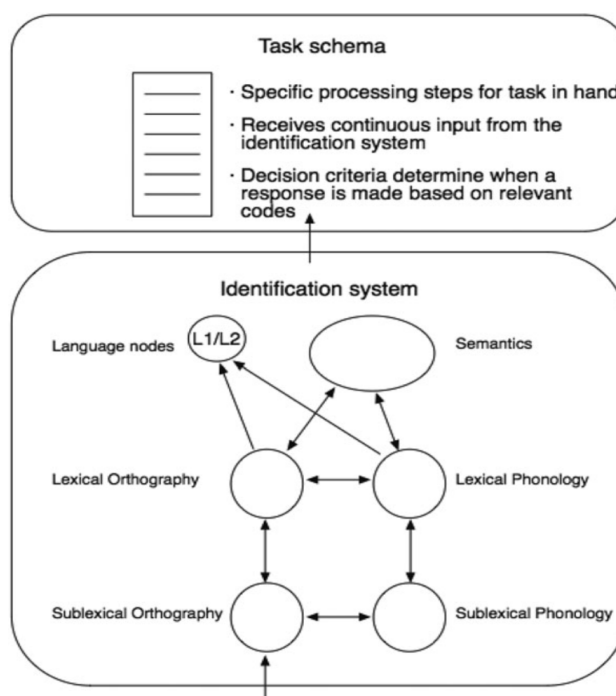 Task schema
· Specific processing steps for task in hand
· Receives continuous input from the
identification system
· Decision criteria determine when a
response is made based on relevant
codes
Identification system
Language nodes
L1/L2
Semantics
Lexical Orthography
Lexical Phonology
Sublexical Orthography
Sublexical Phonology